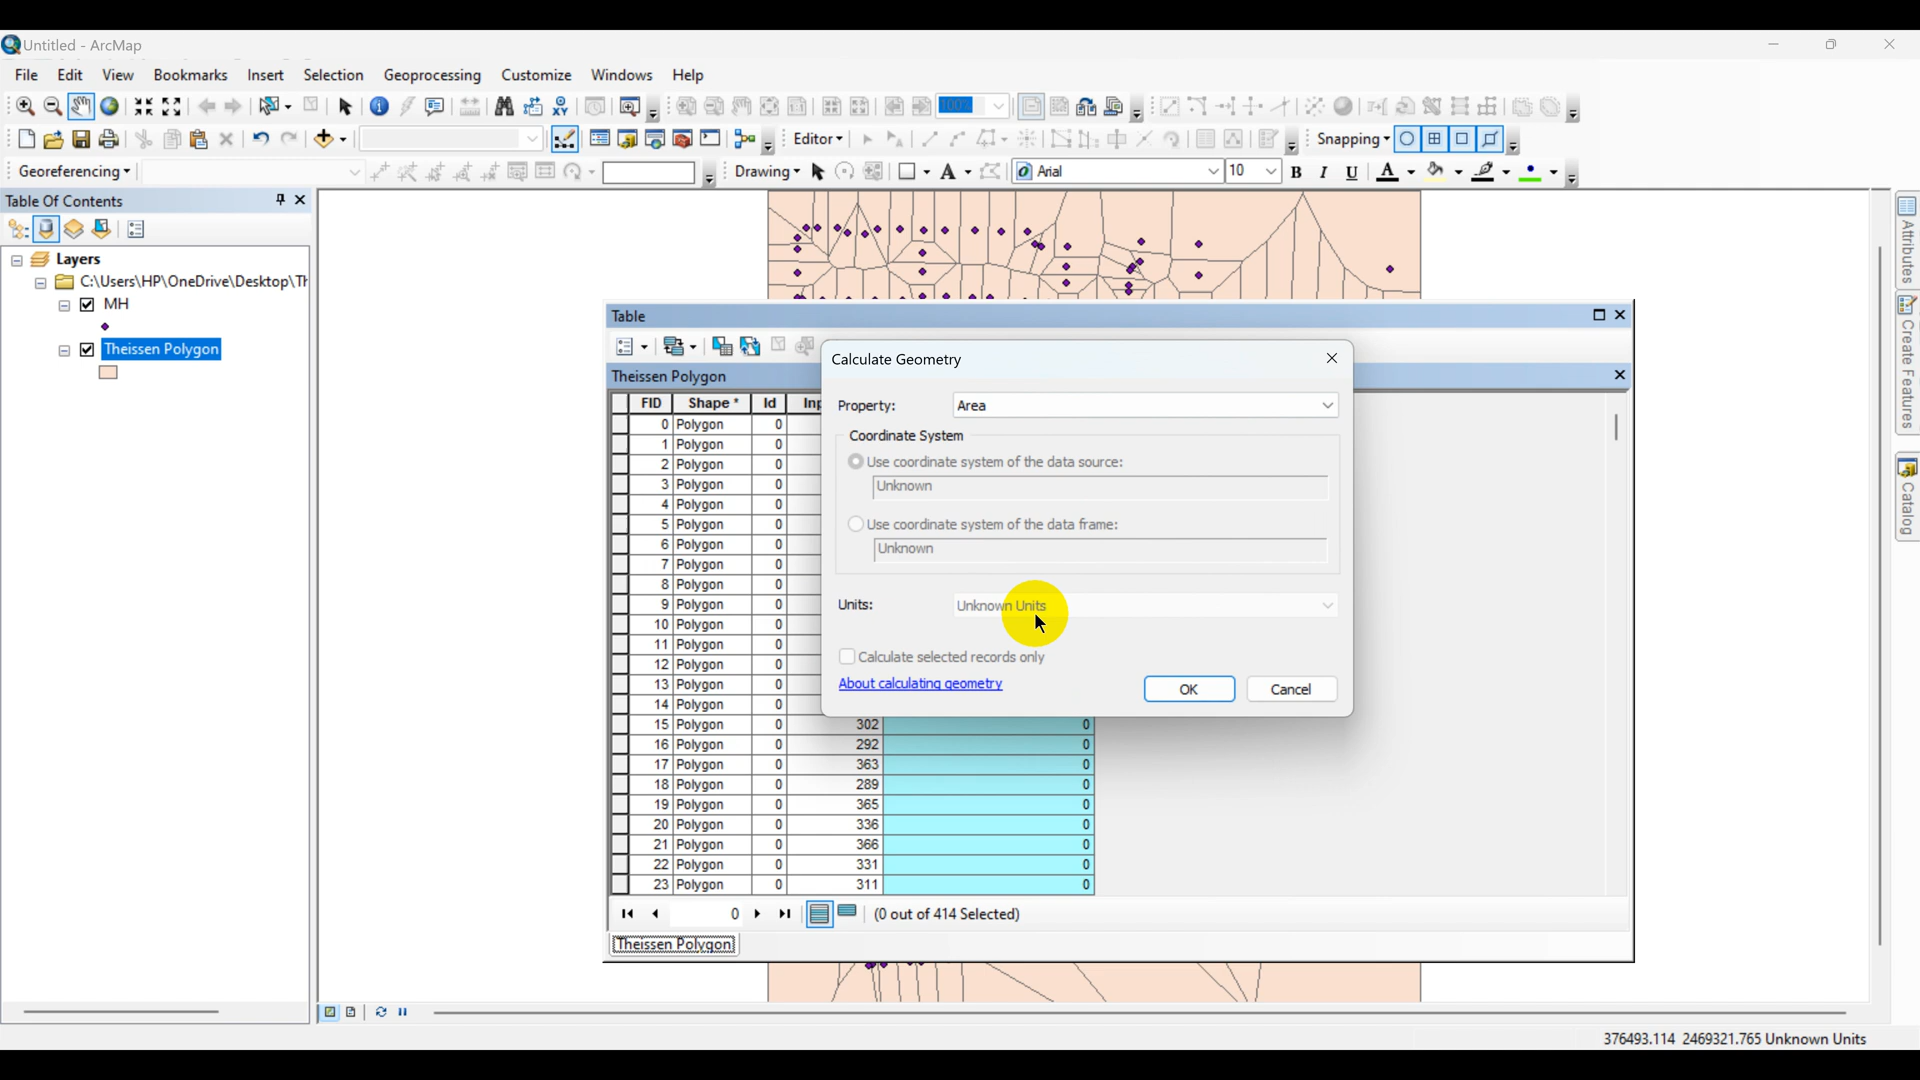 Untitled - ArcMap
File Edit View Bookmarks Insert Selection Geoprocessing Customize Windows Help
100%
Editor Snapping
Georeferencing Drawing Arial 10 B I U A
Table Of Contents
Layers
C:\Users\HP\OneDrive\Desktop\Th
MH
Theissen Polygon
Attributes
Create Features
Catalog
Table
Theissen Polygon
FID Shape * Id Inp
0 Polygon 0
1 Polygon 0
2 Polygon 0
3 Polygon 0
4 Polygon 0
5 Polygon 0
6 Polygon 0
7 Polygon 0
8 Polygon 0
9 Polygon 0
10 Polygon 0
11 Polygon 0
12 Polygon 0
13 Polygon 0
14 Polygon 0
15 Polygon 0 302 0
16 Polygon 0 292 0
17 Polygon 0 363 0
18 Polygon 0 289 0
19 Polygon 0 365 0
20 Polygon 0 336 0
21 Polygon 0 366 0
22 Polygon 0 331 0
23 Polygon 0 311 0
0 (0 out of 414 Selected)
Theissen Polygon
Calculate Geometry
Property: Area
Coordinate System
Use coordinate system of the data source:
Unknown
Use coordinate system of the data frame:
Unknown
Units: Unknown Units
Calculate selected records only
About calculating geometry
OK Cancel
376493.114 2469321.765 Unknown Units